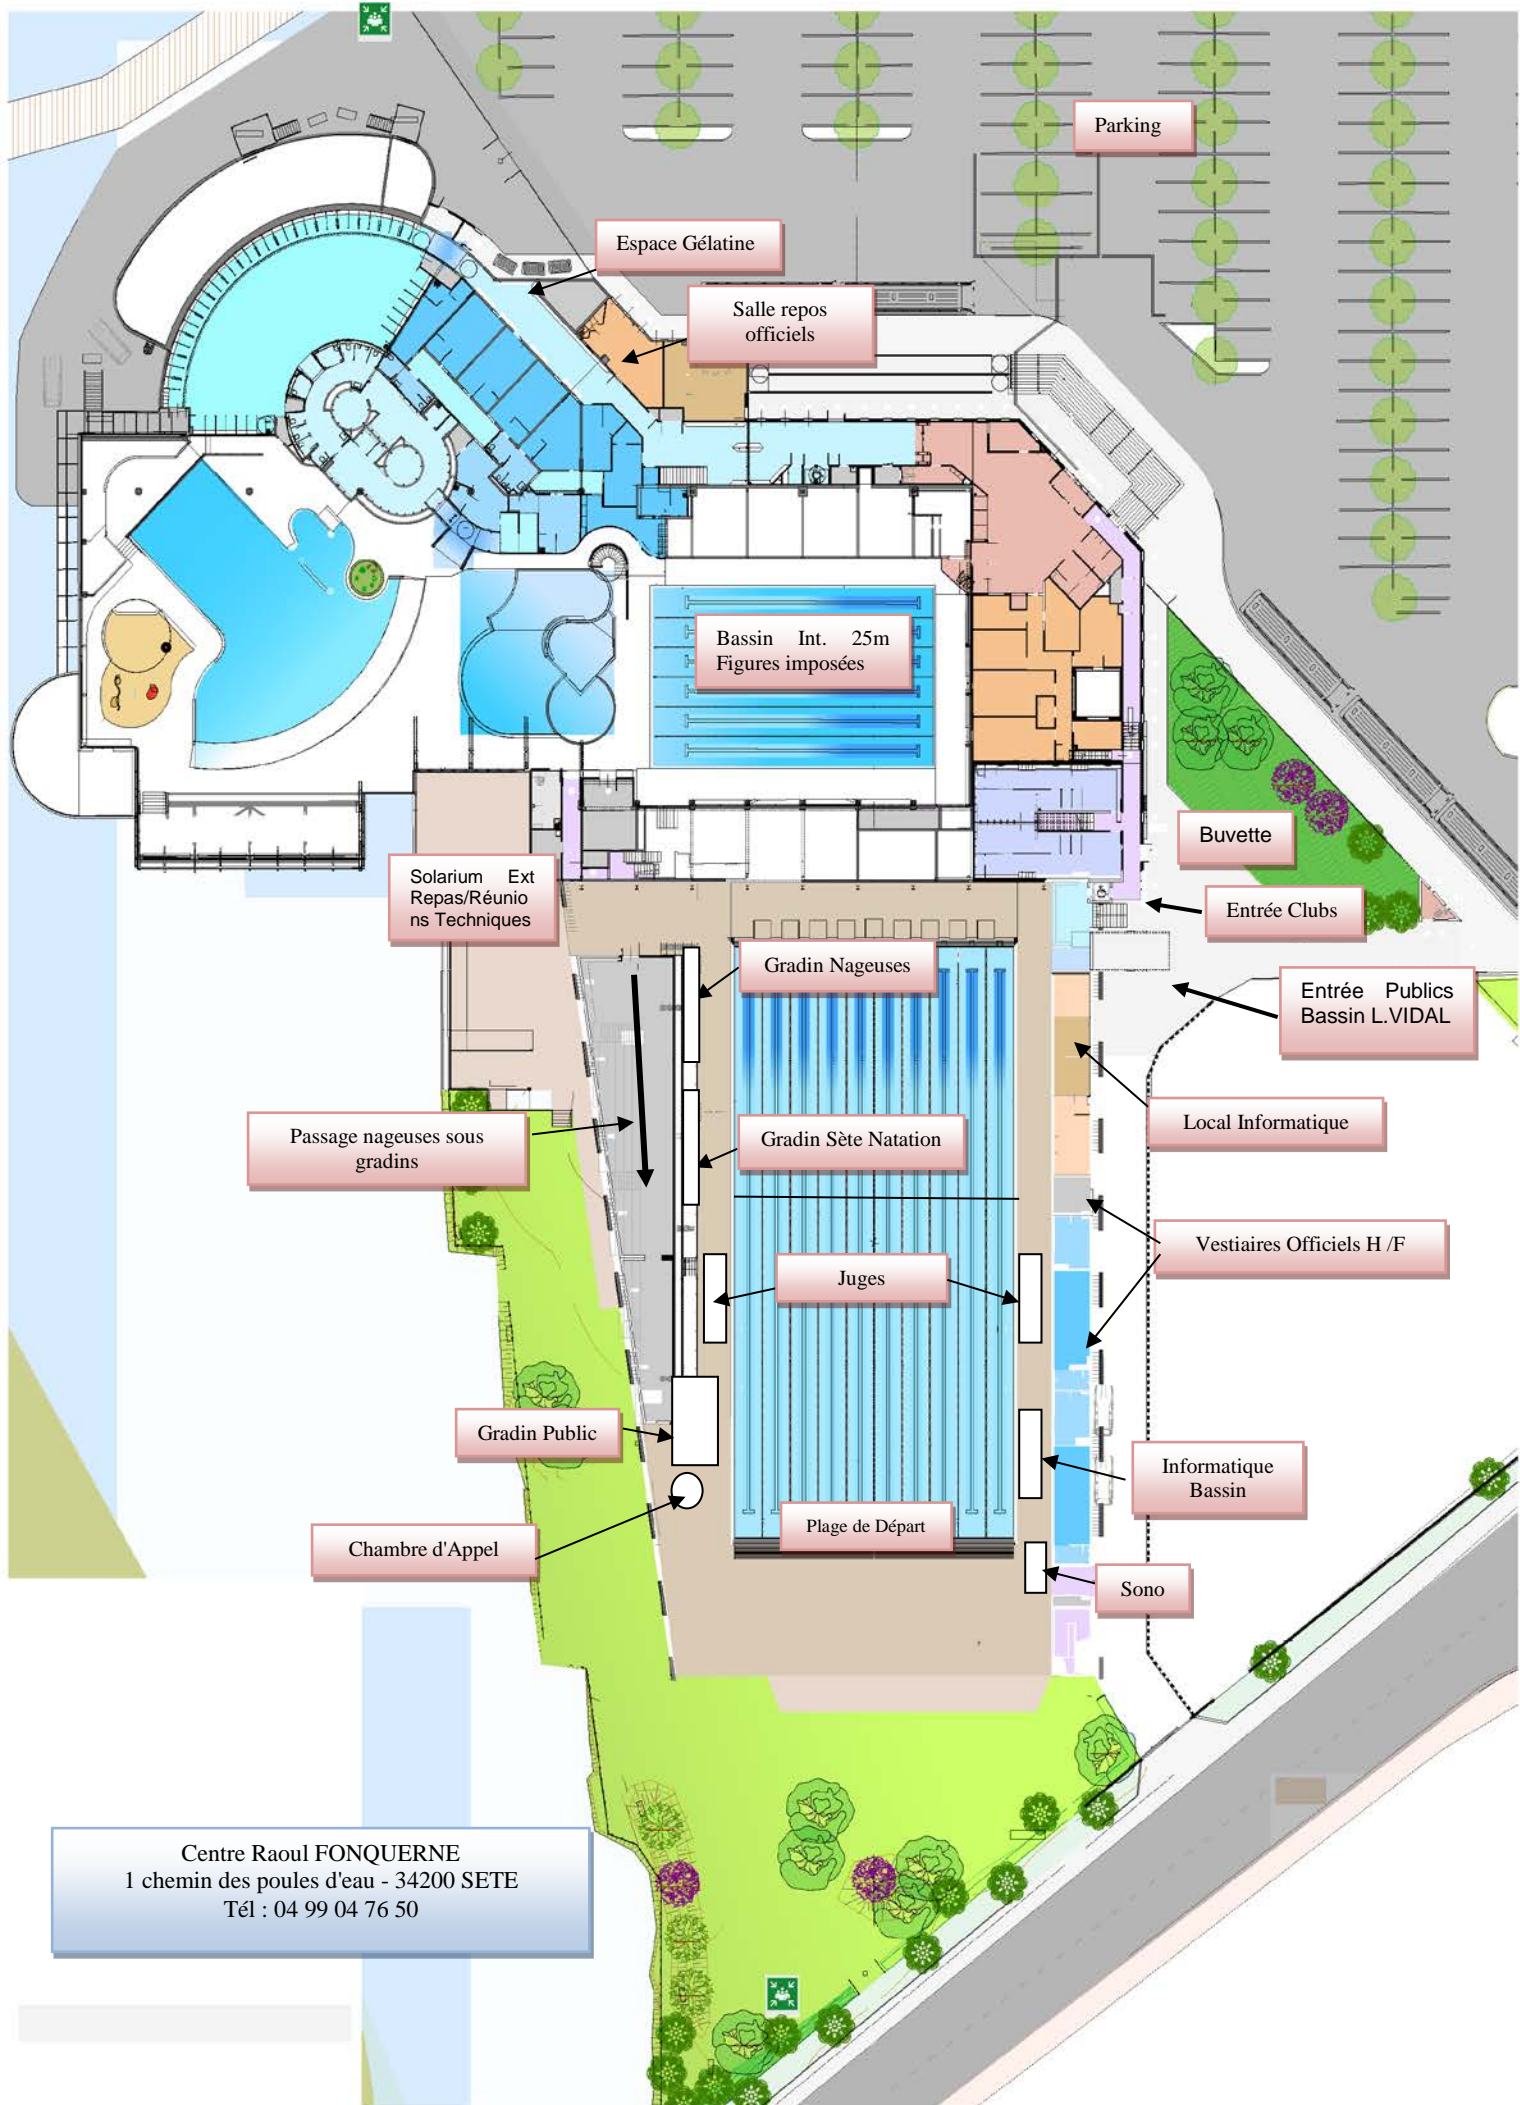 Parking
Espace Gélatine
Salle repos
officiels
Bassin Int. 25m
Figures imposées
Buvette
Solarium Ext
Repas/Réunio
ns Techniques
Entrée Clubs
Gradin Nageuses
Entrée Publics
Bassin L.VIDAL
Local Informatique
Passage nageuses sous
gradins
Gradin Sète Natation
Vestiaires Officiels H /F
Juges
Gradin Public
Informatique
Bassin
Plage de Départ
Chambre d'Appel
Sono
Centre Raoul FONQUERNE
1 chemin des poules d'eau - 34200 SETE
Tél : 04 99 04 76 50